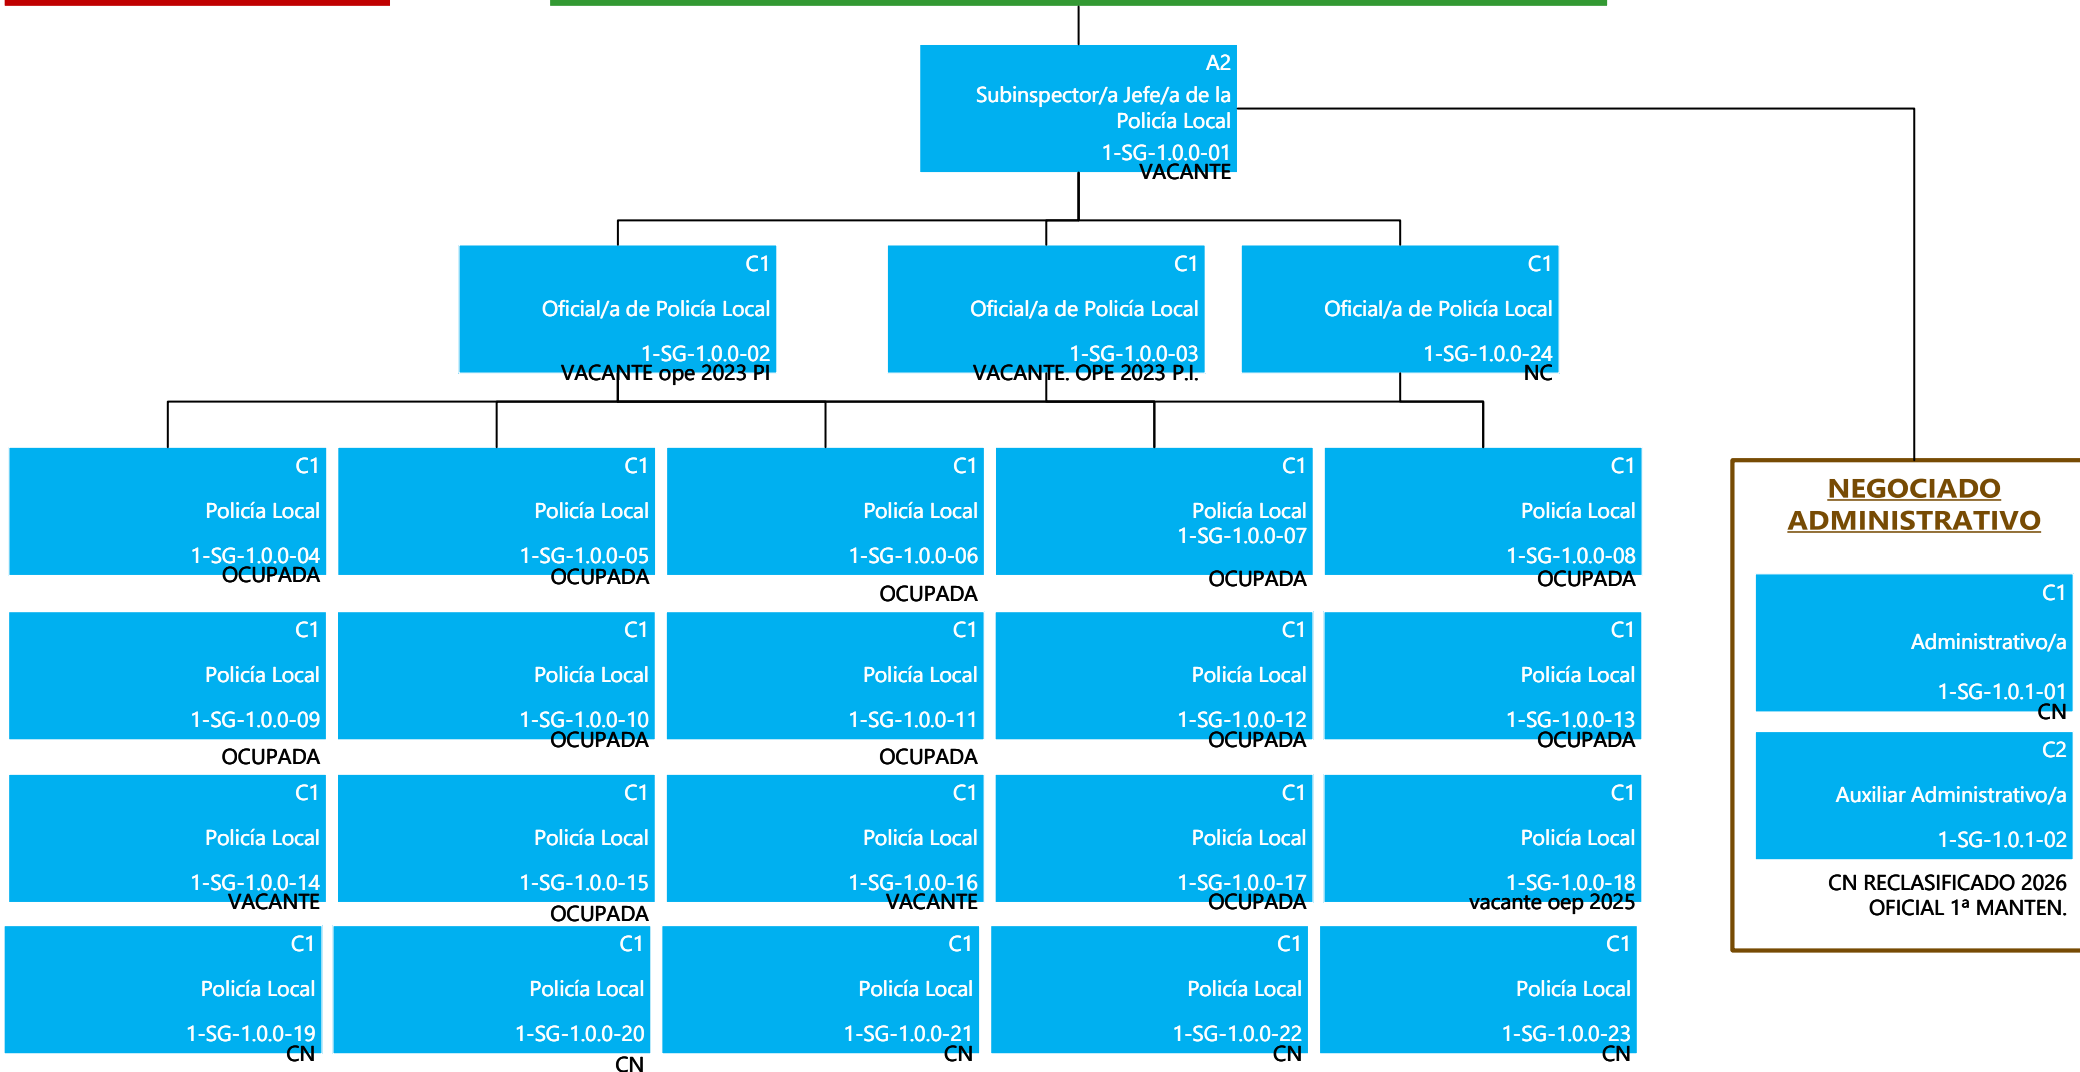 A2
Subinspector/a Jefe/a de la
Policía Local
1-SG-1.0.0-01
VACANTE
C1
Oficial/a de Policía Local
1-SG-1.0.0-02
VACANTE ope 2023 PI
C1
Oficial/a de Policía Local
1-SG-1.0.0-03
VACANTE. OPE 2023 P.I.
C1
Oficial/a de Policía Local
1-SG-1.0.0-24
NC
C1
Policía Local
1-SG-1.0.0-04
OCUPADA
C1
Policía Local
1-SG-1.0.0-05
OCUPADA
C1
Policía Local
1-SG-1.0.0-06
OCUPADA
C1
Policía Local
1-SG-1.0.0-07
OCUPADA
C1
Policía Local
1-SG-1.0.0-08
OCUPADA
C1
Policía Local
1-SG-1.0.0-09
OCUPADA
C1
Policía Local
1-SG-1.0.0-10
OCUPADA
C1
Policía Local
1-SG-1.0.0-11
OCUPADA
C1
Policía Local
1-SG-1.0.0-12
OCUPADA
C1
Policía Local
1-SG-1.0.0-13
OCUPADA
C1
Policía Local
1-SG-1.0.0-14
VACANTE
C1
Policía Local
1-SG-1.0.0-15
OCUPADA
C1
Policía Local
1-SG-1.0.0-16
VACANTE
C1
Policía Local
1-SG-1.0.0-17
OCUPADA
C1
Policía Local
1-SG-1.0.0-18
vacante oep 2025
C1
Policía Local
1-SG-1.0.0-19
CN
C1
Policía Local
1-SG-1.0.0-20
CN
C1
Policía Local
1-SG-1.0.0-21
CN
C1
Policía Local
1-SG-1.0.0-22
CN
C1
Policía Local
1-SG-1.0.0-23
CN
NEGOCIADO
ADMINISTRATIVO
C1
Administrativo/a
1-SG-1.0.1-01
CN
C2
Auxiliar Administrativo/a
1-SG-1.0.1-02
CN RECLASIFICADO 2026
OFICIAL 1ª MANTEN.